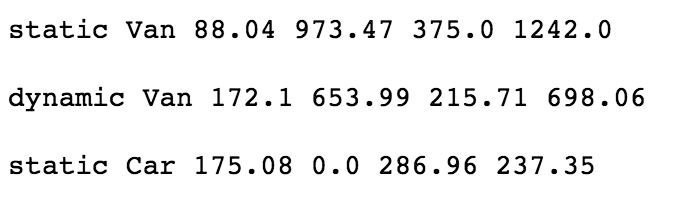 static Van 88.04 973.47 375.0 1242.0
dynamic Van 172.1 653.99 215.71 698.06
static Car 175.08 0.0 286.96 237.35